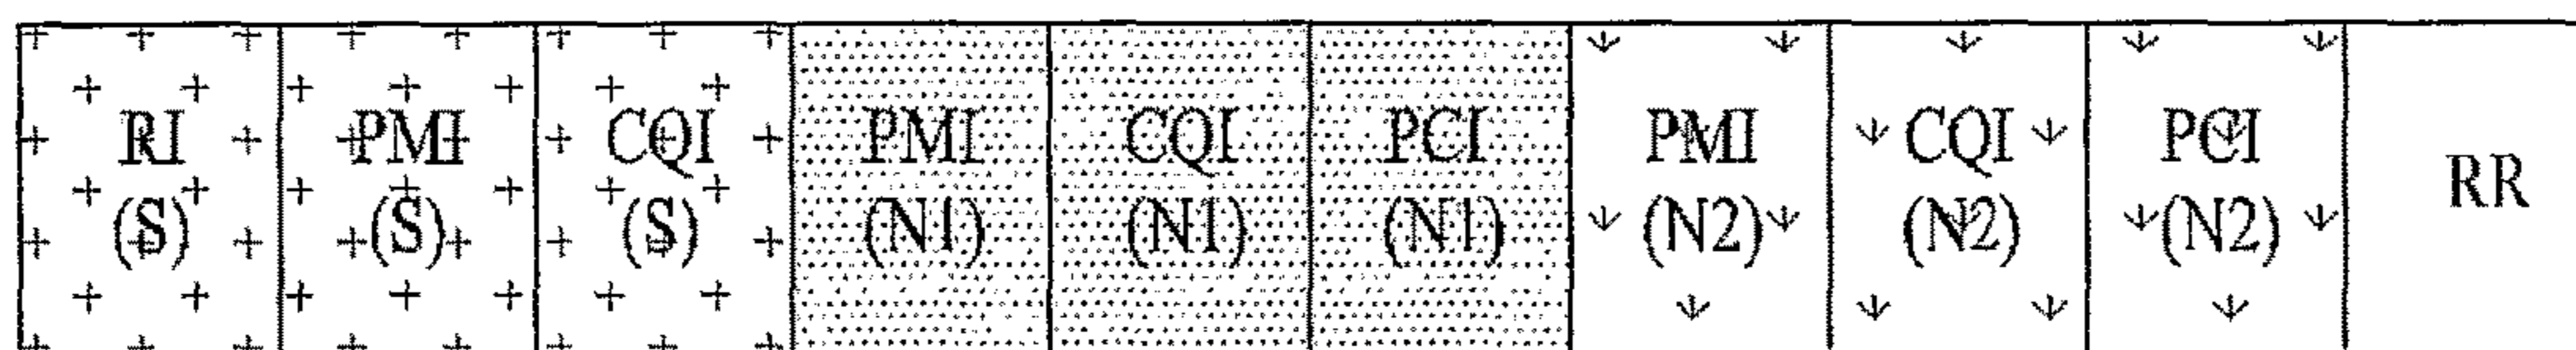 RI PMI CQI PMI CQI PCI PMI CQI PCI RR
(S) (S) (S) (N1) (N1) (N1) (N2) (N2) (N2)